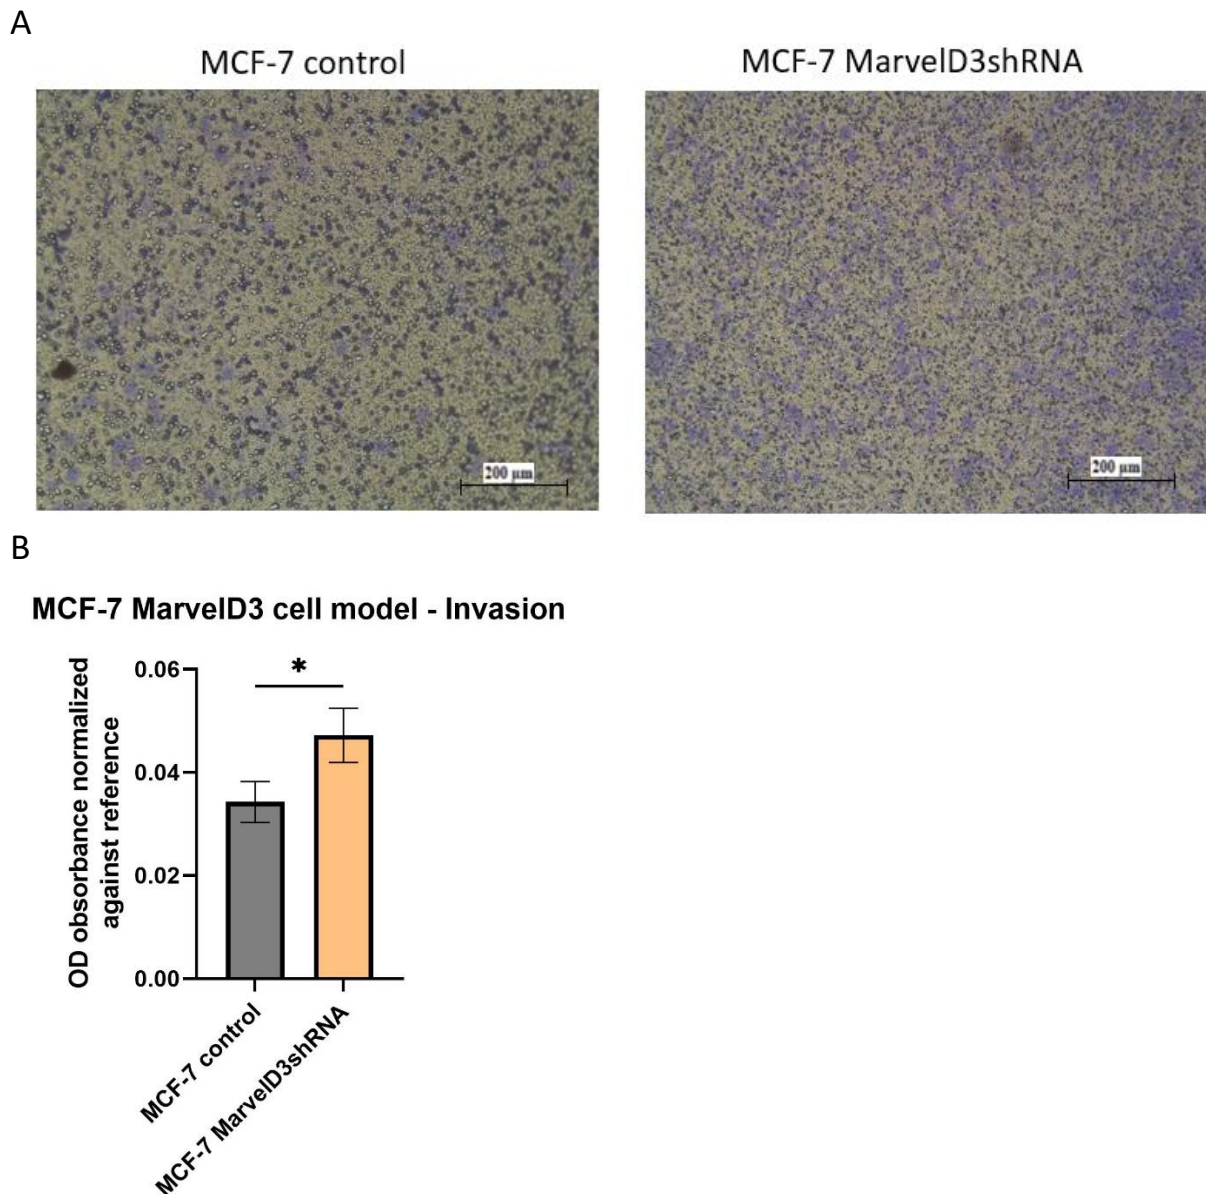 A
MCF-7 control
MCF-7 MarvelD3shRNA
200 µm
200 µm
B
MCF-7 MarvelD3 cell model - Invasion
OD obsorbance normalized
against reference
0.06
0.04
0.02
0.00
*
MCF-7 control
MCF-7 MarvelD3shRNA